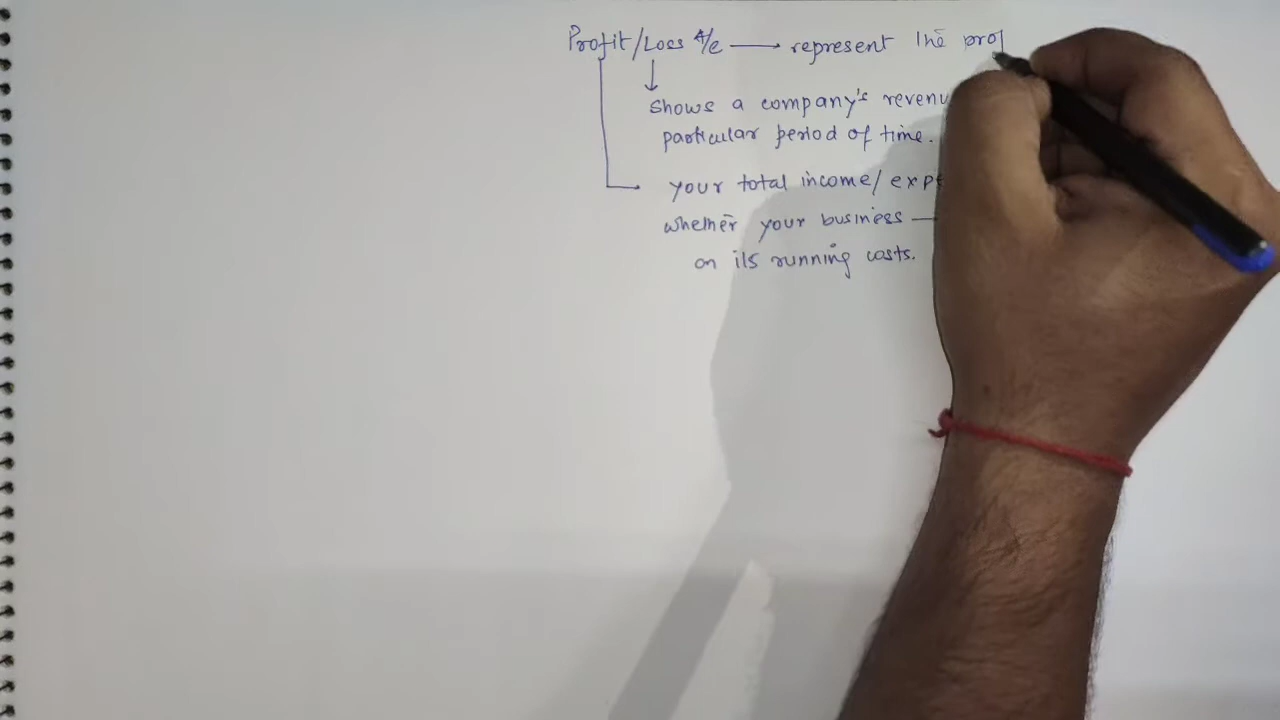 Profit/Loss A/c → represent the prof
shows a company's revenu
particular period of time.
your total income/ exp
whether your business —
on its running costs.